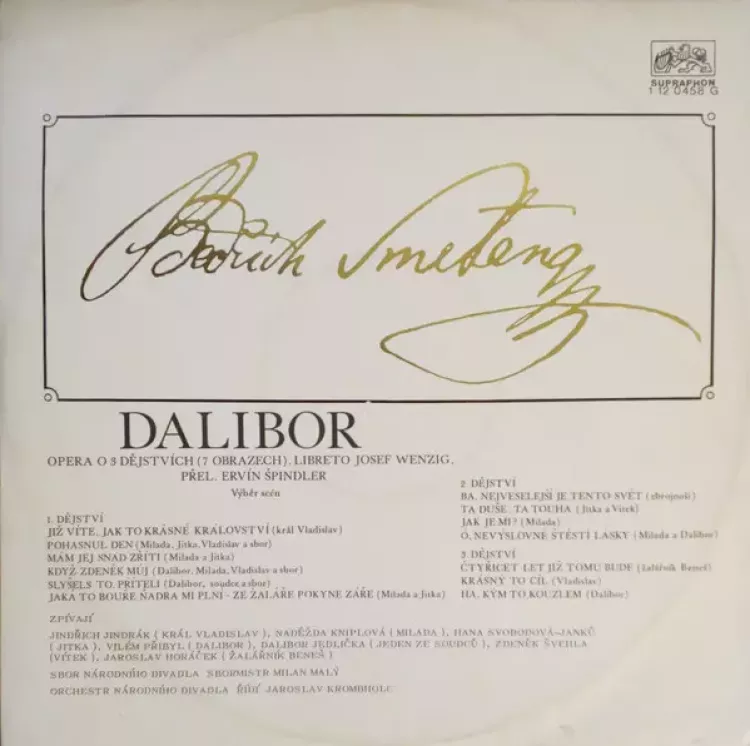 SUPRAPHON
1 12 0458 G
Bedřich Smetana
DALIBOR
OPERA O 3 DĚJSTVÍCH (7 OBRAZECH). LIBRETO JOSEF WENZIG.
PŘEL. ERVÍN ŠPINDLER
Výběr scén
1. DĚJSTVÍ
JIŽ VÍTE, JAK TO KRÁSNÉ KRÁLOVSTVÍ (král Vladislav)
POHASNUL DEN (Milada, Jitka, Vladislav a sbor)
MÁM JEJ SNAD ZŘÍTI (Milada a Jitka)
KDYŽ ZDENĚK MŮJ (Dalibor, Milada, Vladislav a sbor)
SLYŠELS TO, PŘÍTELI (Dalibor, soudce a sbor)
JAKÁ TO BOUŘE ŇADRA MI PLNÍ - ZE ŽALÁŘE POKYNE ZÁŘE (Milada a Jitka)
2. DĚJSTVÍ
BA, NEJVESELEJŠÍ JE TENTO SVĚT (zbrojnoši)
TA DUŠE, TA TOUHA (Jitka a Vítek)
JAK JE MI? (Milada)
Ó, NEVÝSLOVNÉ ŠTĚSTÍ LÁSKY (Milada a Dalibor)
3. DĚJSTVÍ
ČTYŘICET LET JIŽ TOMU BUDE (žalářník Beneš)
KRÁSNÝ TO CÍL (Vladislav)
HA, KÝM TO KOUZLEM (Dalibor)
ZPÍVAJÍ
JINDŘICH JINDRÁK ( KRÁL VLADISLAV ), NADĚŽDA KNIPLOVÁ ( MILADA ), HANA SVOBODOVÁ-JANKŮ
( JITKA ), VILÉM PŘIBYL ( DALIBOR ), DALIBOR JEDLIČKA ( JEDEN ZE SOUDCŮ ), ZDENĚK ŠVEHLA
(VÍTEK ), JAROSLAV HORÁČEK ( ŽALÁŘNÍK BENEŠ )
SBOR NÁRODNÍHO DIVADLA SBORMISTR MILAN MALÝ
ORCHESTR NÁRODNÍHO DIVADLA ŘÍDÍ JAROSLAV KROMBHOLC